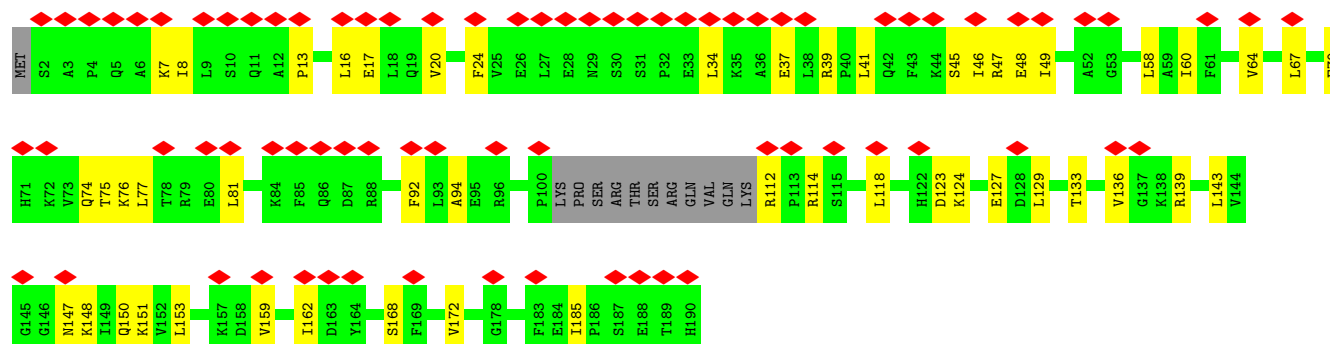 MET S2 A3 P4 Q5 A6 K7 I8 L9 S10 Q11 A12 P13 L16 E17 L18 Q19 V20 F24 V25 E26 L27 E28 N29 S30 S31 P32 E33 L34 K35 A36 E37 L38 R39 P40 L41 Q42 F43 K44 S45 I46 R47 E48 I49 A52 G53 L58 A59 I60 F61 V64 L67
H71 K72 V73 Q74 T75 K76 L77 T78 R79 E80 L81 K84 F85 Q86 D87 R88 F92 L93 A94 E95 R96 P100 LYS PRO SER ARG THR SER ARG GLN VAL GLN LYS R112 P113 R114 S115 L118 H122 D123 K124 E127 D128 L129 T133 V136 G137 K138 R139 L143 V144
G145 G146 N147 K148 I149 Q150 K151 V152 L153 K157 D158 V159 I162 D163 Y164 S168 F169 V172 G178 F183 E184 I185 P186 S187 E188 T189 H190